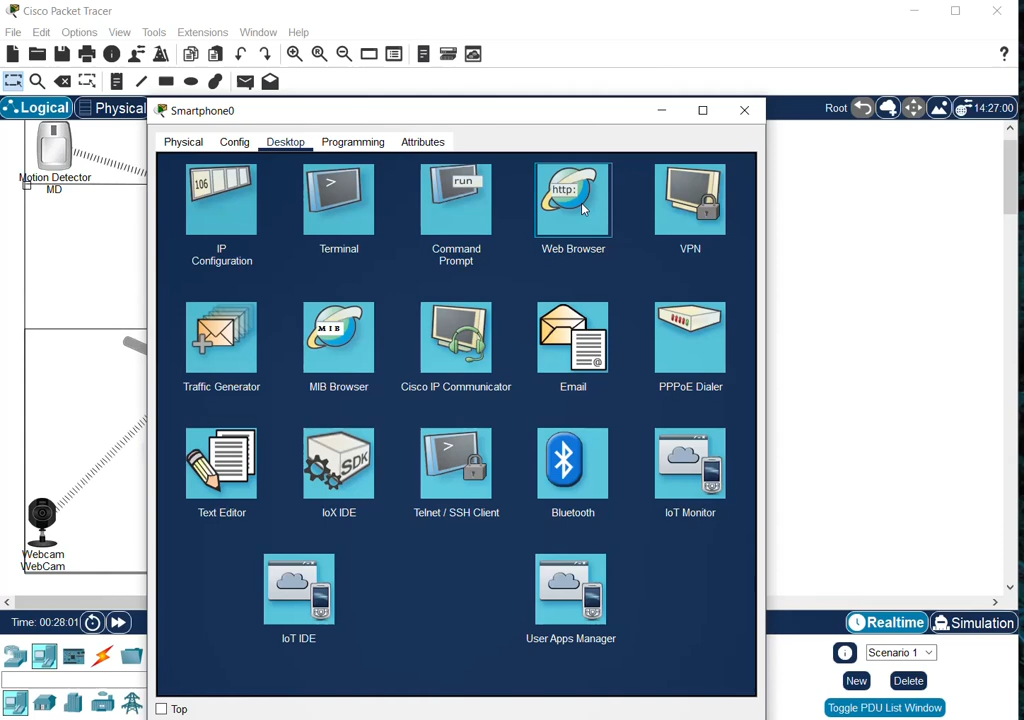 Cisco Packet Tracer
File Edit Options View Tools Extensions Window Help
?
Logical Physical
Root 14:27:00
Smartphone0
Physical Config Desktop Programming Attributes
106
>
run
http:
IP
Configuration
Terminal
Command
Prompt
Web Browser
VPN
MIB
@
Traffic Generator
MIB Browser
Cisco IP Communicator
Email
PPPoE Dialer
SDK
>
Text Editor
IoX IDE
Telnet / SSH Client
Bluetooth
IoT Monitor
IoT IDE
User Apps Manager
Top
Motion Detector
MD
Webcam
WebCam
Time: 00:28:01
Realtime Simulation
Scenario 1
New Delete
Toggle PDU List Window